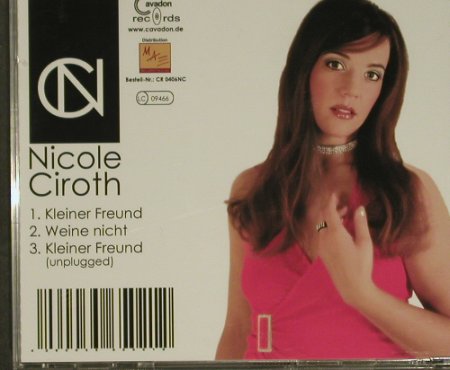 Cavadon
records
www.cavadon.de
Distribution
Bestell-Nr.: CR 0406NC
LC 09466
CN
Nicole
Ciroth
1. Kleiner Freund
2. Weine nicht
3. Kleiner Freund
(unplugged)